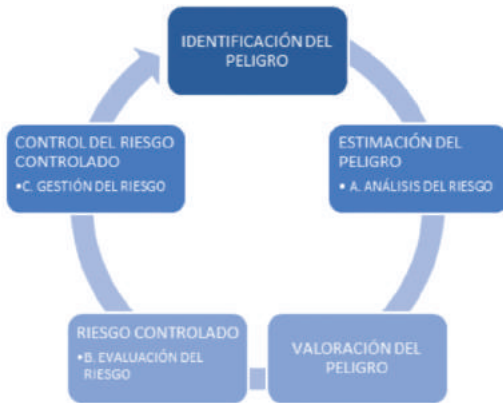 IDENTIFICACIÓN DEL
PELIGRO
ESTIMACIÓN DEL
PELIGRO
• A. ANÁLISIS DEL RIESGO
VALORACIÓN DEL
PELIGRO
RIESGO CONTROLADO
•B. EVALUACIÓN DEL
RIESGO
CONTROL DEL RIESGO
CONTROLADO
•C. GESTIÓN DEL RIESGO